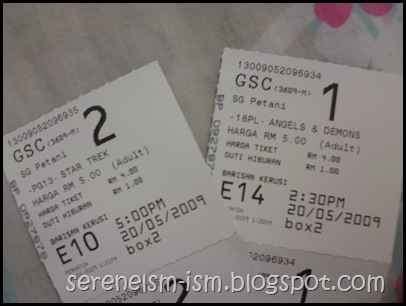 13009052096935
GSC (3609-M) 2
SG Petani
-PG13- STAR TREK
HARGA RM 5.00 (Adult)
HARGA TIKET RM 4.00
DUTI HIBURAN RM 1.00
BARISAN KERUSI
E10 5:00PM
20/05/2009
box2
13009052096934
GSC (3609-M) 1
SG Petani
-18PL- ANGELS & DEMONS
HARGA RM 5.00 (Adult)
HARGA TIKET RM 4.00
DUTI HIBURAN RM 1.00
BARISAN KERUSI
E14 2:30PM
20/05/2009
box2
sereneism-ism.blogspot.com